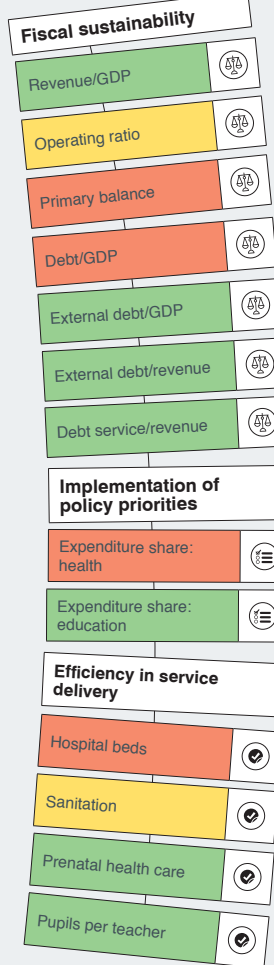 Fiscal sustainability
Revenue/GDP
Operating ratio
Primary balance
Debt/GDP
External debt/GDP
External debt/revenue
Debt service/revenue
Implementation of
policy priorities
Expenditure share:
health
Expenditure share:
education
Efficiency in service
delivery
Hospital beds
Sanitation
Prenatal health care
Pupils per teacher